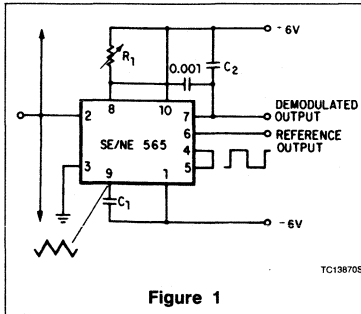 - 6V
R1
0.001
C2
8
10
2
7
DEMODULATED
OUTPUT
SE/NE 565
6
REFERENCE
OUTPUT
3
4
5
9
1
C1
- 6V
TC13870S
Figure 1